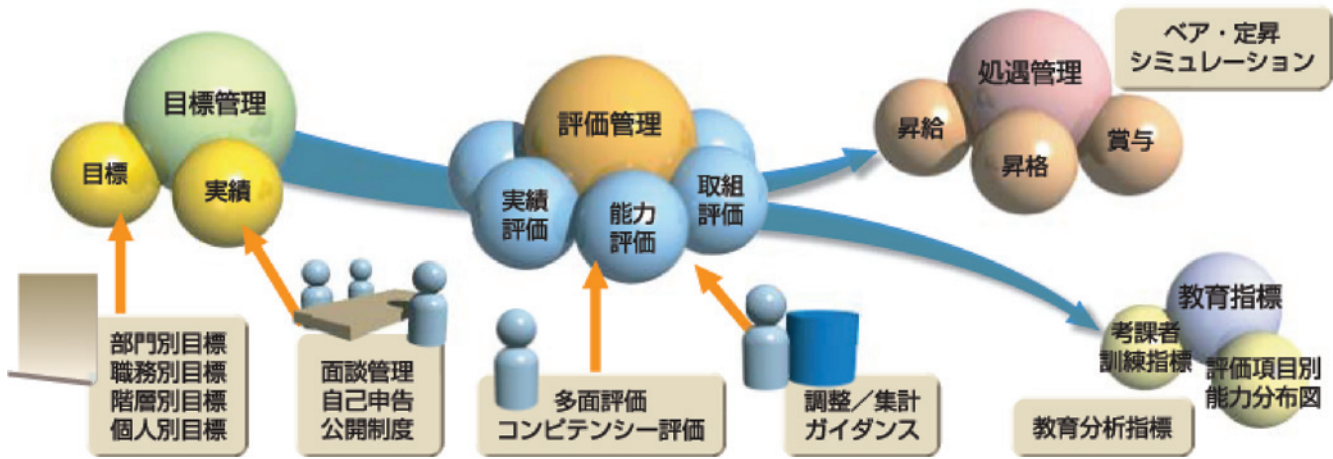 目標管理
目標
実績
部門別目標
職務別目標
階層別目標
個人別目標
面談管理
自己申告
公開制度
評価管理
実績
評価
能力
評価
取組
評価
多面評価
コンピテンシー評価
調整／集計
ガイダンス
処遇管理
昇給
昇格
賞与
ベア・定昇
シミュレーション
教育指標
考課者
訓練指標
評価項目別
能力分布図
教育分析指標